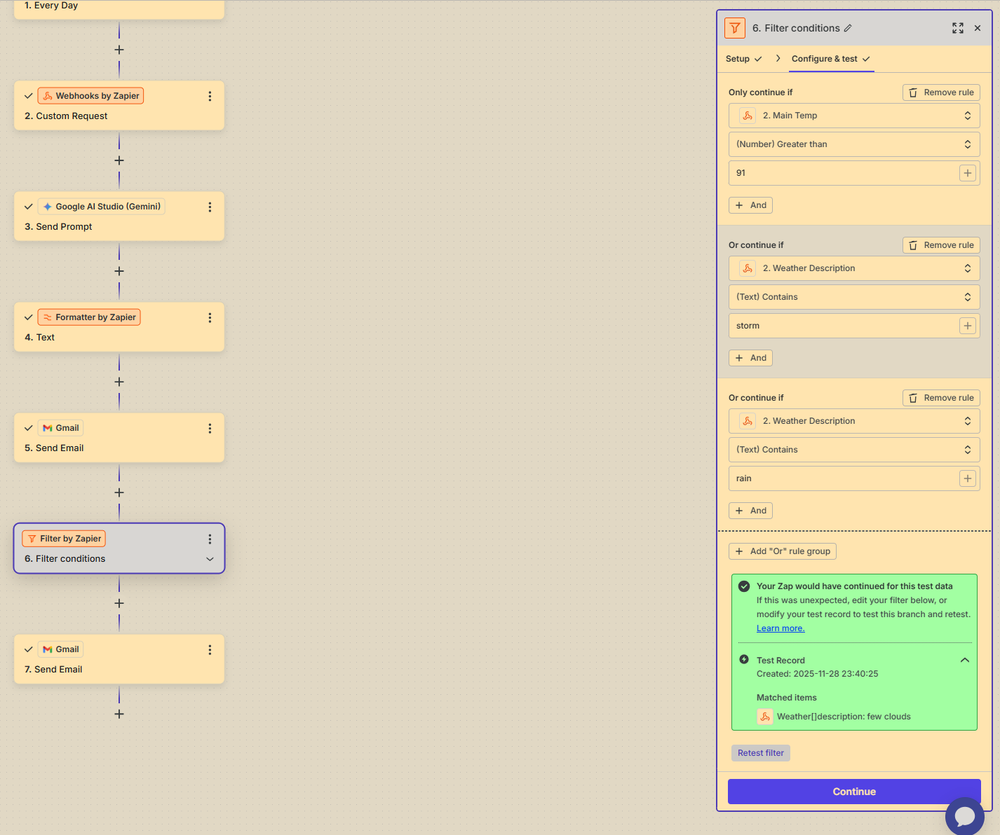 1. Every Day
Webhooks by Zapier
2. Custom Request
Google AI Studio (Gemini)
3. Send Prompt
Formatter by Zapier
4. Text
Gmail
5. Send Email
Filter by Zapier
6. Filter conditions
Gmail
7. Send Email
6. Filter conditions
Setup
Configure & test
Only continue if
Remove rule
2. Main Temp
(Number) Greater than
91
And
Or continue if
Remove rule
2. Weather Description
(Text) Contains
storm
And
Or continue if
Remove rule
2. Weather Description
(Text) Contains
rain
And
Add "Or" rule group
Your Zap would have continued for this test data
If this was unexpected, edit your filter below, or
modify your test record to test this branch and retest.
Learn more.
Test Record
Created: 2025-11-28 23:40:25
Matched items
Weather[]description: few clouds
Retest filter
Continue